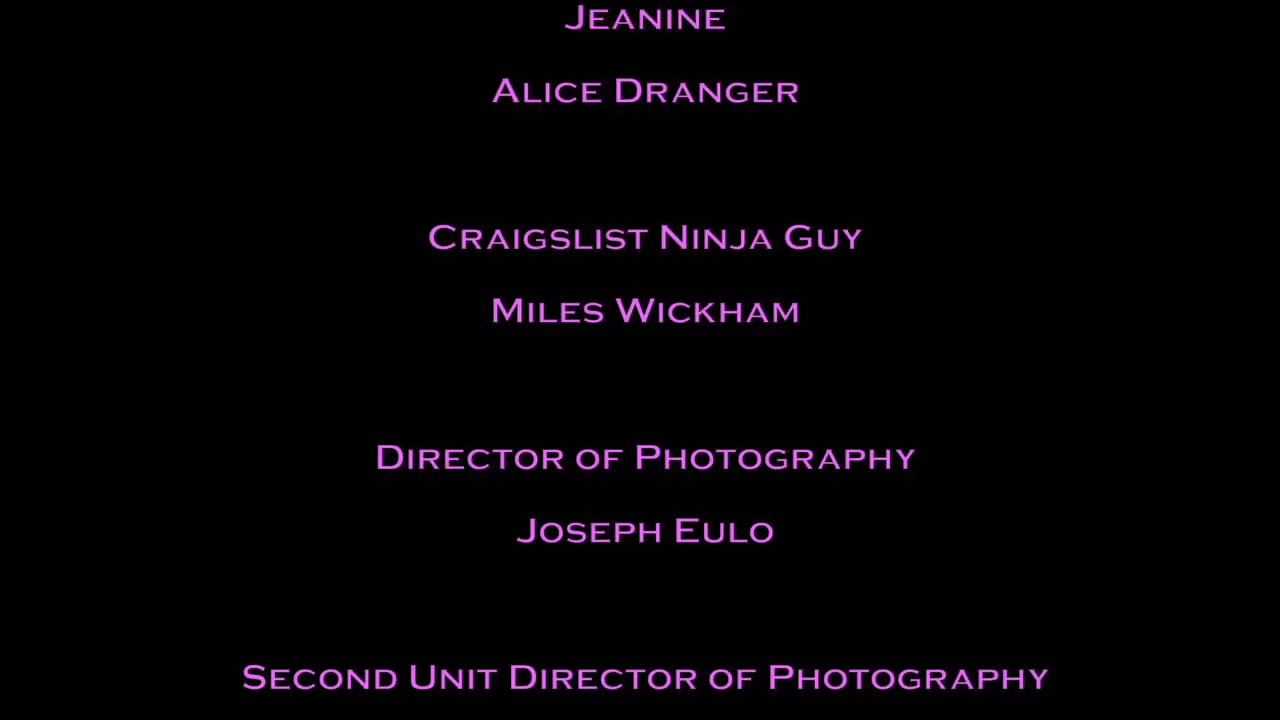 Jeanine
Alice Dranger
Craigslist Ninja Guy
Miles Wickham
Director of Photography
Joseph Eulo
Second Unit Director of Photography